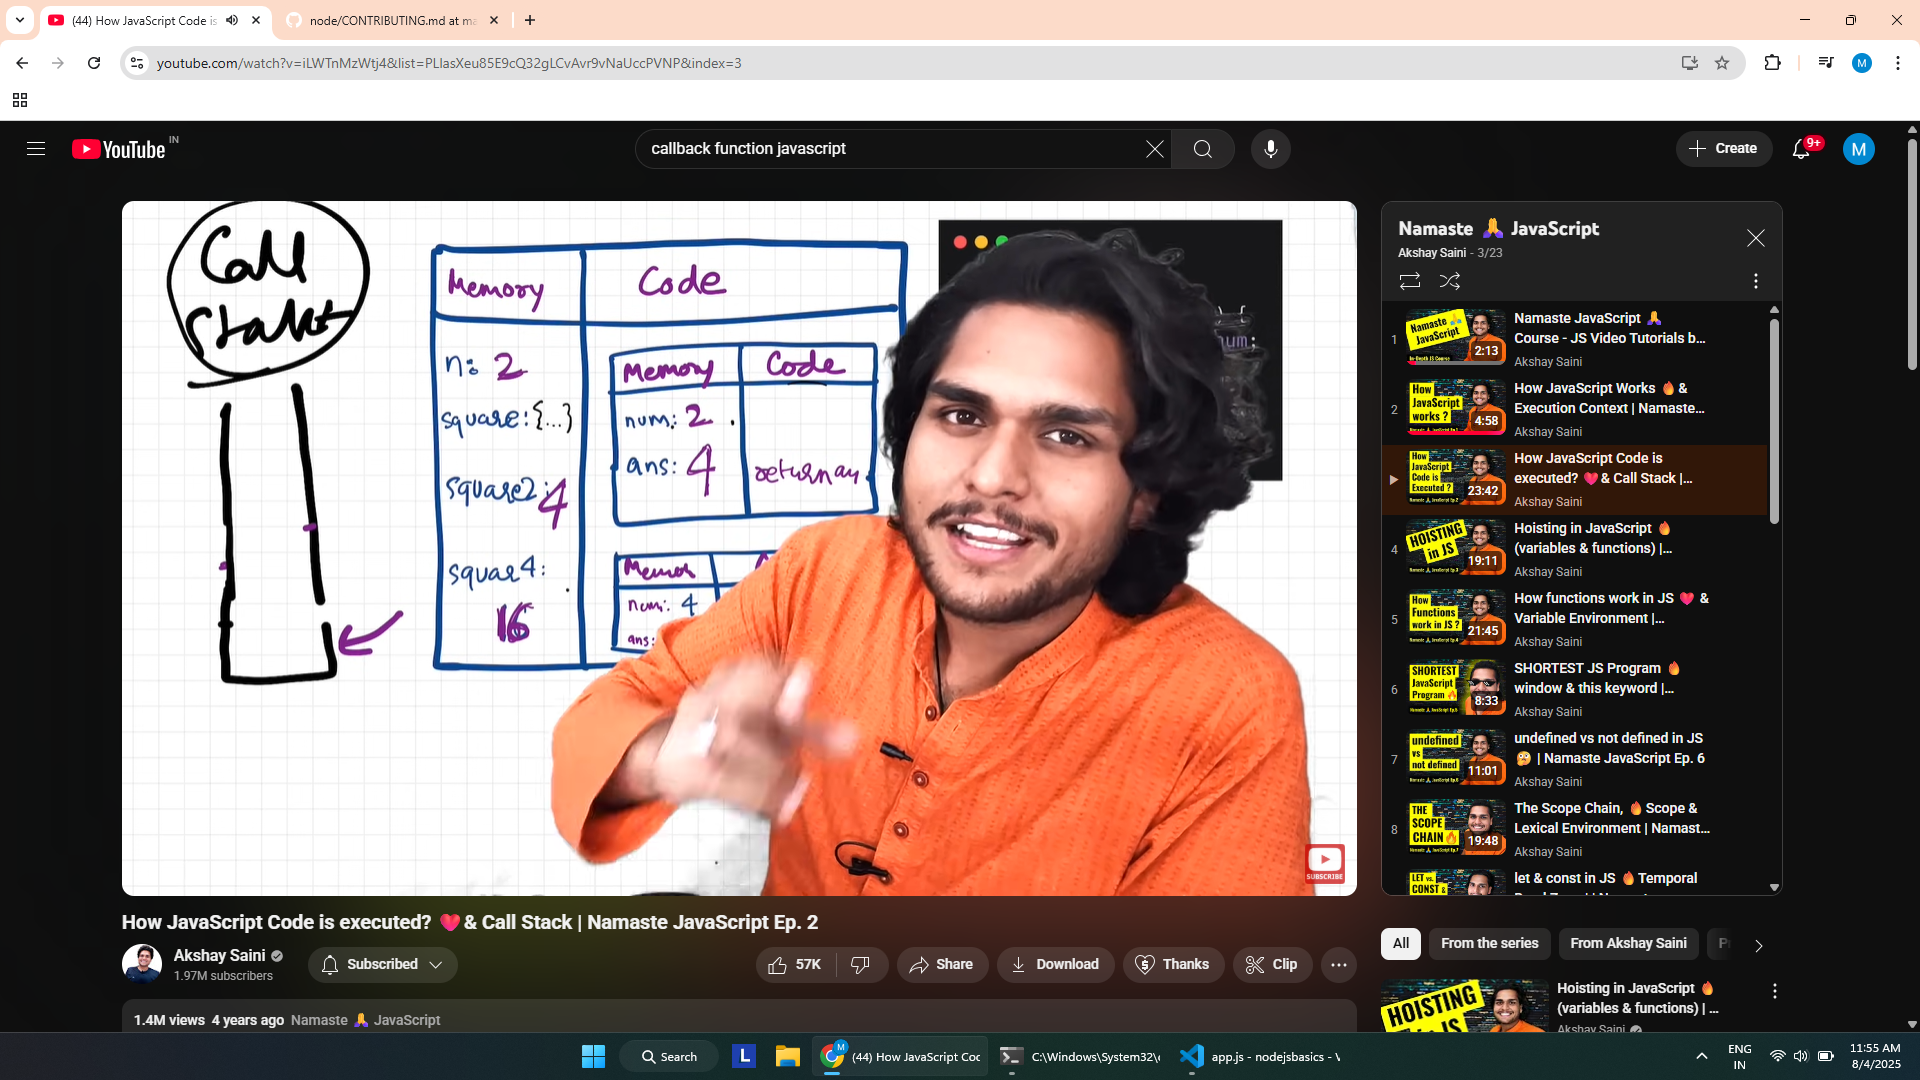 (44) How JavaScript Code is
node/CONTRIBUTING.md at ma
youtube.com/watch?v=iLWTnMzWtj4&list=PLlasXeu85E9cQ32gLCvAvr9vNaUccPVNP&index=3
M
YouTube IN
callback function javascript
Create
9+
M
Call
Stakt
Memory
Code
n: 2
square:{...}
square2: 4
squar4:
16
Memory
Code
num: 2
ans: 4
num: 4
ans:
num;
SUBSCRIBE
Namaste 🙏 JavaScript
Akshay Saini - 3/23
1
Namaste JavaScript
In-Depth JS Course
2:13
Namaste JavaScript 🙏
Course - JS Video Tutorials b...
Akshay Saini
2
How JavaScript works ?
4:58
How JavaScript Works 🔥 &
Execution Context | Namaste...
Akshay Saini
How JavaScript Code is Executed ?
23:42
How JavaScript Code is
executed? ❤️ & Call Stack |...
Akshay Saini
4
HOISTING in JS
19:11
Hoisting in JavaScript 🔥
(variables & functions) |...
Akshay Saini
5
How Functions work in JS ?
21:45
How functions work in JS ❤️ &
Variable Environment |...
Akshay Saini
6
SHORTEST JavaScript Program 🔥
8:33
SHORTEST JS Program 🔥
window & this keyword |...
Akshay Saini
7
undefined vs not defined
11:01
undefined vs not defined in JS
🤔 | Namaste JavaScript Ep. 6
Akshay Saini
8
THE SCOPE CHAIN🔥
19:48
The Scope Chain, 🔥 Scope &
Lexical Environment | Namast...
Akshay Saini
LET vs. CONST &
let & const in JS 🔥 Temporal
How JavaScript Code is executed? ❤️ & Call Stack | Namaste JavaScript Ep. 2
Akshay Saini
1.97M subscribers
Subscribed
57K
Share
Download
Thanks
Clip
1.4M views 4 years ago Namaste 🙏 JavaScript
All
From the series
From Akshay Saini
HOISTING
Hoisting in JavaScript 🔥
(variables & functions) | ...
Akshay Saini
Search
L
M
(44) How JavaScript Coc
C:\Windows\System32\
app.js - nodejsbasics - V
ENG
IN
11:55 AM
8/4/2025